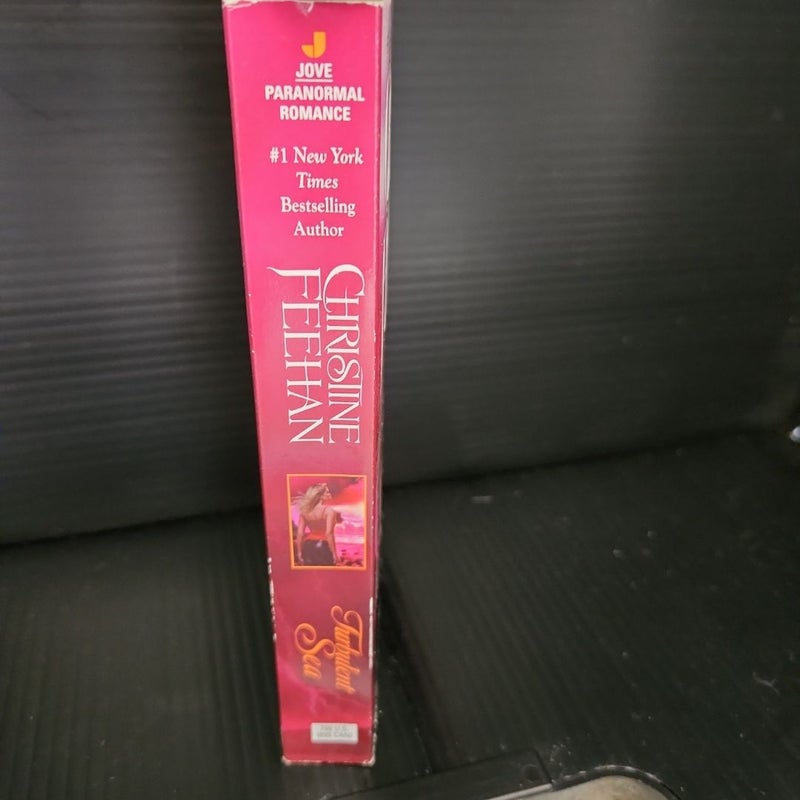 J
JOVE
PARANORMAL
ROMANCE
#1 New York
Times
Bestselling
Author
CHRISTINE
FEEHAN
Turbulent
Sea